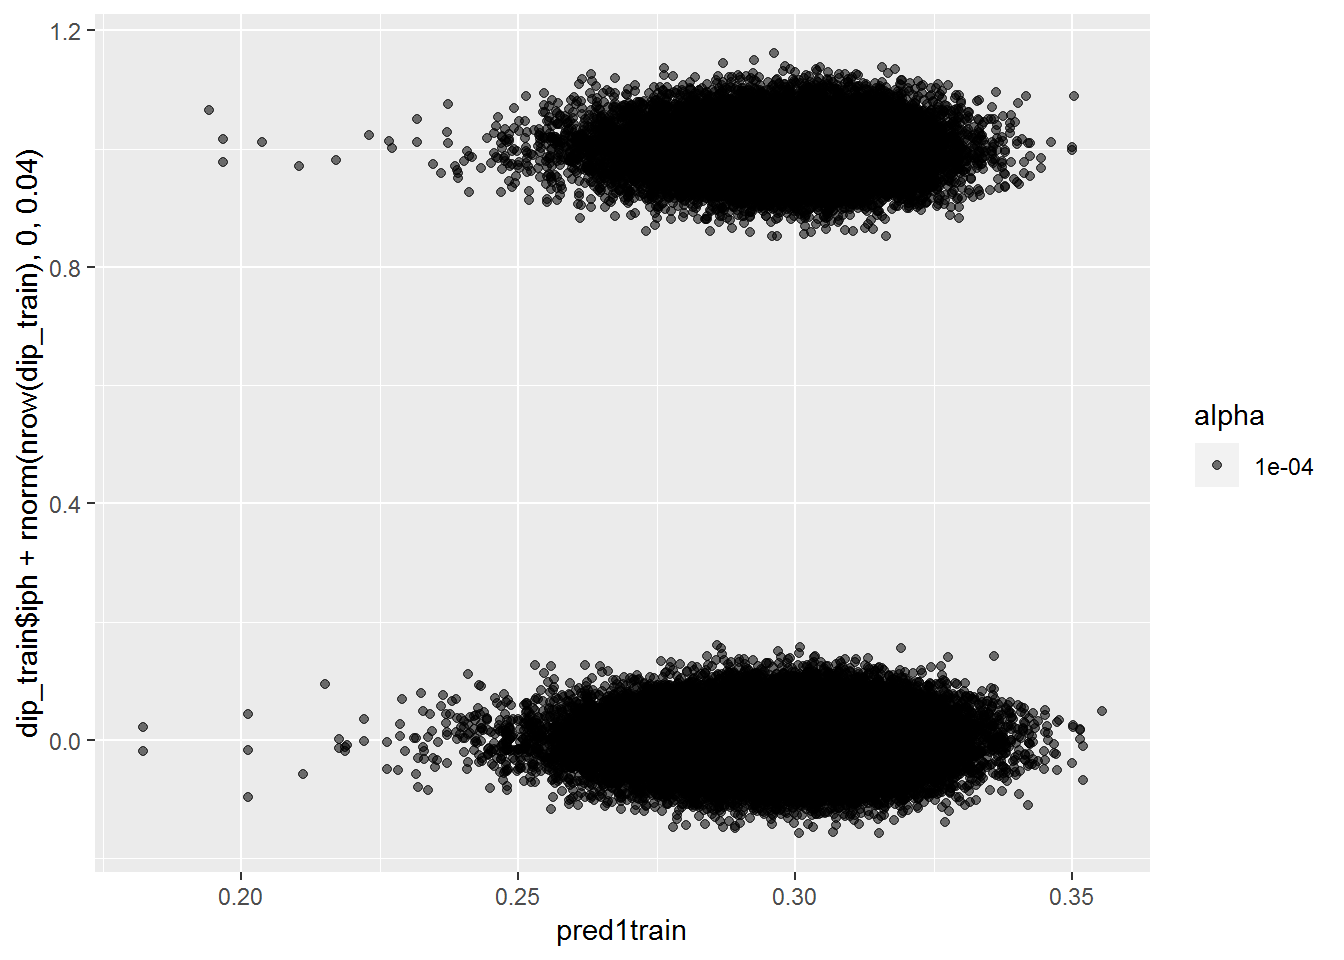 1.2
0.8
0.4
0.0
dip_train$iph + rnorm(nrow(dip_train), 0, 0.04)
0.20
0.25
0.30
0.35
pred1train
alpha
1e-04